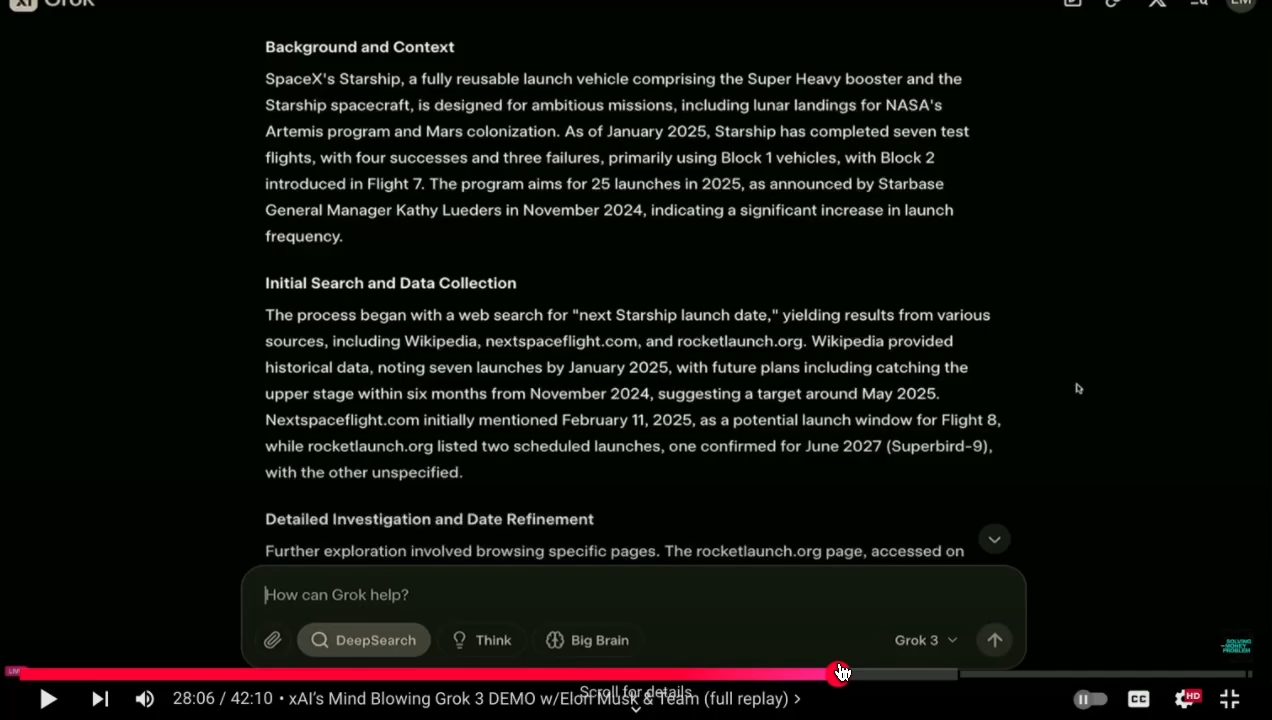 xI Grok
EM
Background and Context
SpaceX's Starship, a fully reusable launch vehicle comprising the Super Heavy booster and the
Starship spacecraft, is designed for ambitious missions, including lunar landings for NASA's
Artemis program and Mars colonization. As of January 2025, Starship has completed seven test
flights, with four successes and three failures, primarily using Block 1 vehicles, with Block 2
introduced in Flight 7. The program aims for 25 launches in 2025, as announced by Starbase
General Manager Kathy Lueders in November 2024, indicating a significant increase in launch
frequency.
Initial Search and Data Collection
The process began with a web search for "next Starship launch date," yielding results from various
sources, including Wikipedia, nextspaceflight.com, and rocketlaunch.org. Wikipedia provided
historical data, noting seven launches by January 2025, with future plans including catching the
upper stage within six months from November 2024, suggesting a target around May 2025.
Nextspaceflight.com initially mentioned February 11, 2025, as a potential launch window for Flight 8,
while rocketlaunch.org listed two scheduled launches, one confirmed for June 2027 (Superbird-9),
with the other unspecified.
Detailed Investigation and Date Refinement
Further exploration involved browsing specific pages. The rocketlaunch.org page, accessed on
How can Grok help?
DeepSearch
Think
Big Brain
Grok 3
SOLVING
THE MONEY
PROBLEM
LIVE
Scroll for details
28:06 / 42:10 • xAI's Mind Blowing Grok 3 DEMO w/Elon Musk & Team (full replay) >
CC
HD